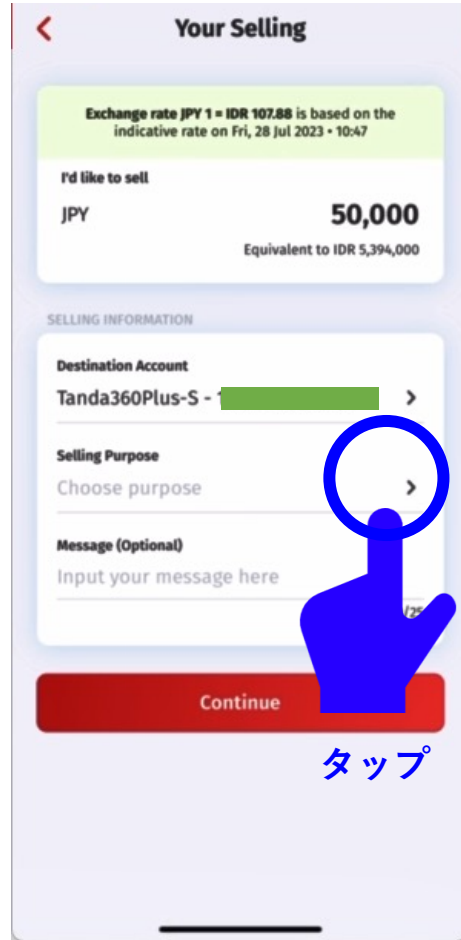 Your Selling
Exchange rate JPY 1 = IDR 107.88 is based on the
indicative rate on Fri, 28 Jul 2023 • 10:47
I'd like to sell
JPY
50,000
Equivalent to IDR 5,394,000
SELLING INFORMATION
Destination Account
Tanda360Plus-S -
Selling Purpose
Choose purpose
Message (Optional)
Input your message here
/25
Continue
タップ